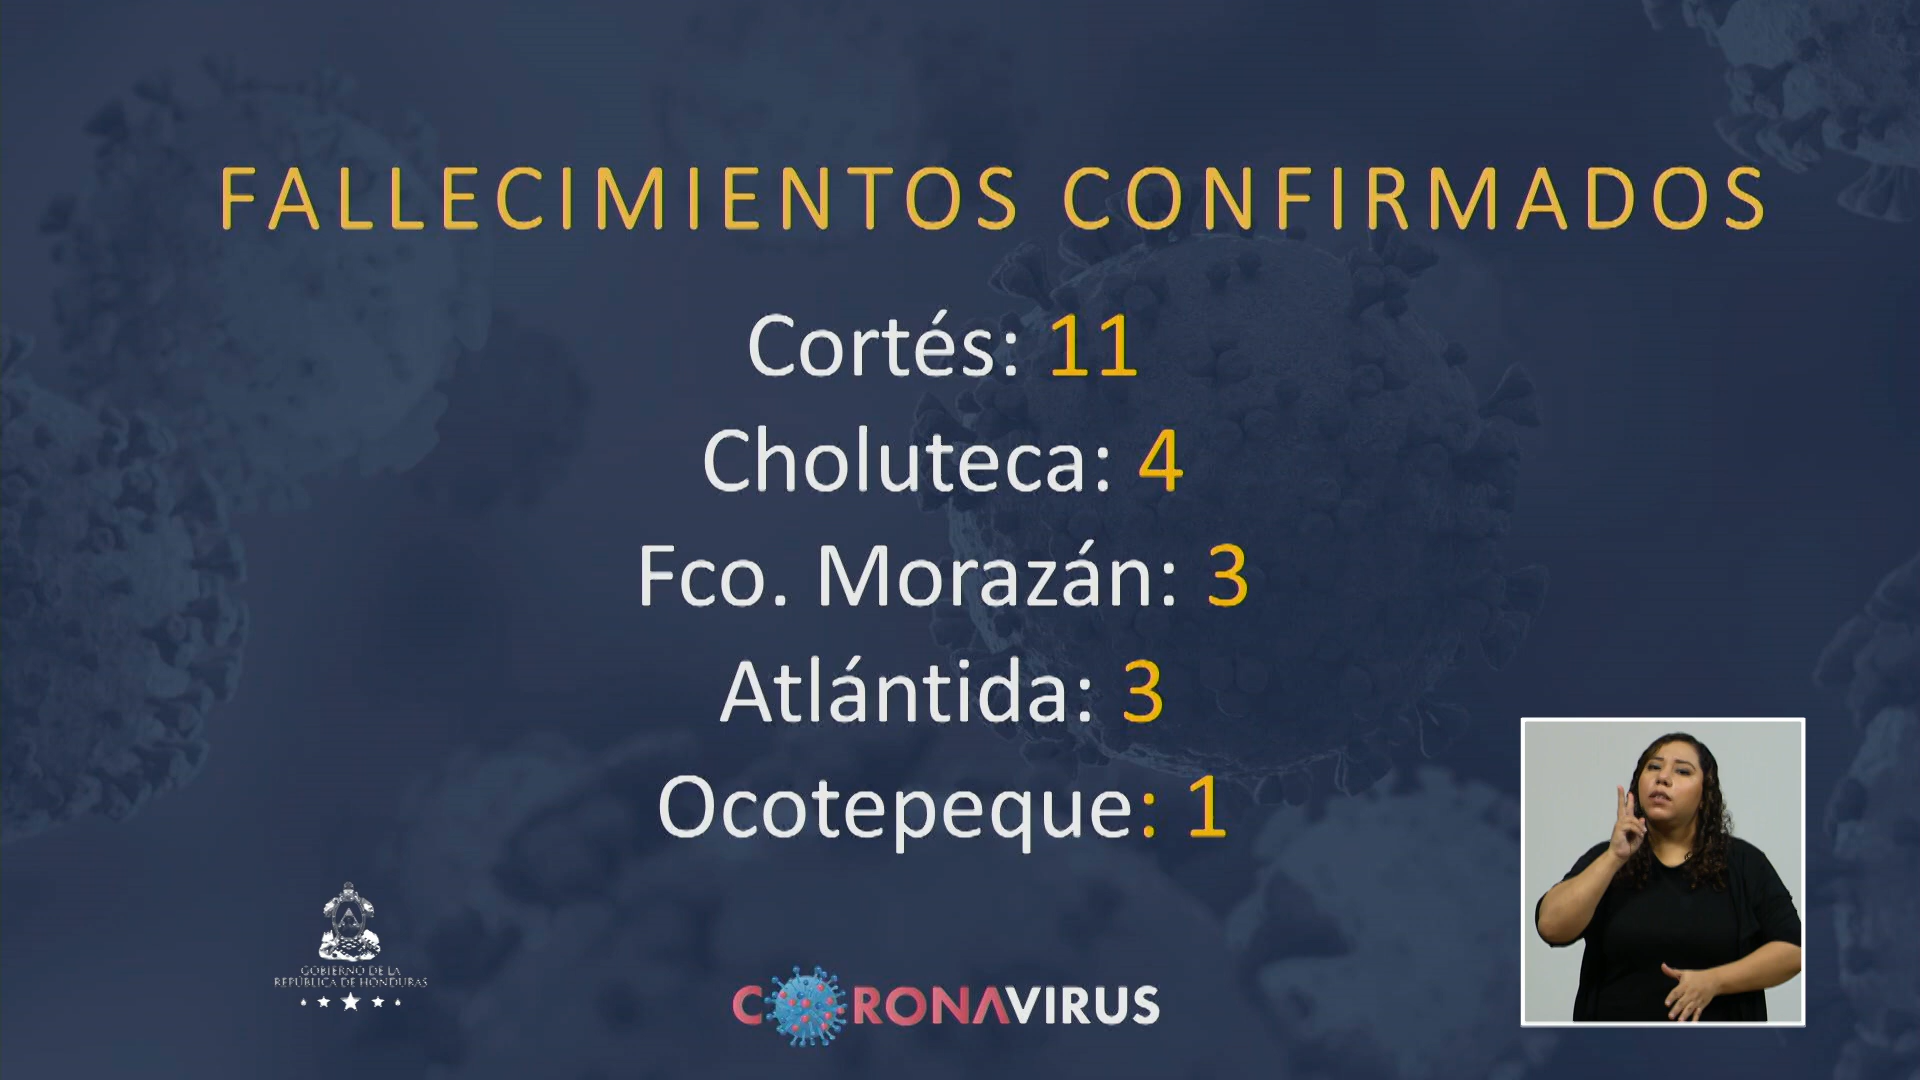 FALLECIMIENTOS CONFIRMADOS
Cortés: 11
Choluteca: 4
Fco. Morazán: 3
Atlántida: 3
Ocotepeque: 1
GOBIERNO DE LA
REPÚBLICA DE HONDURAS
CORONAVIRUS